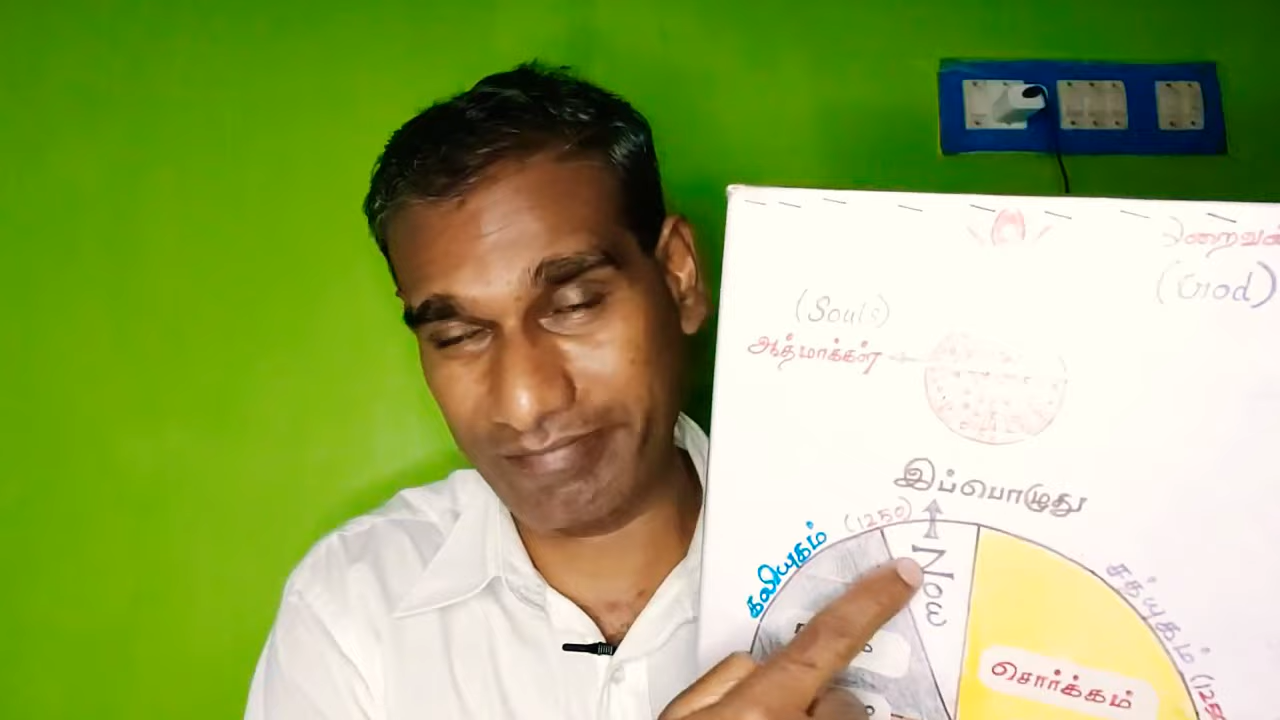 இறைவன்
(God)
(Souls)
ஆத்மாக்கள்
இப்பொழுது
(1250)
கலியுகம்
Now
சத்யுகம்
சொர்க்கம்